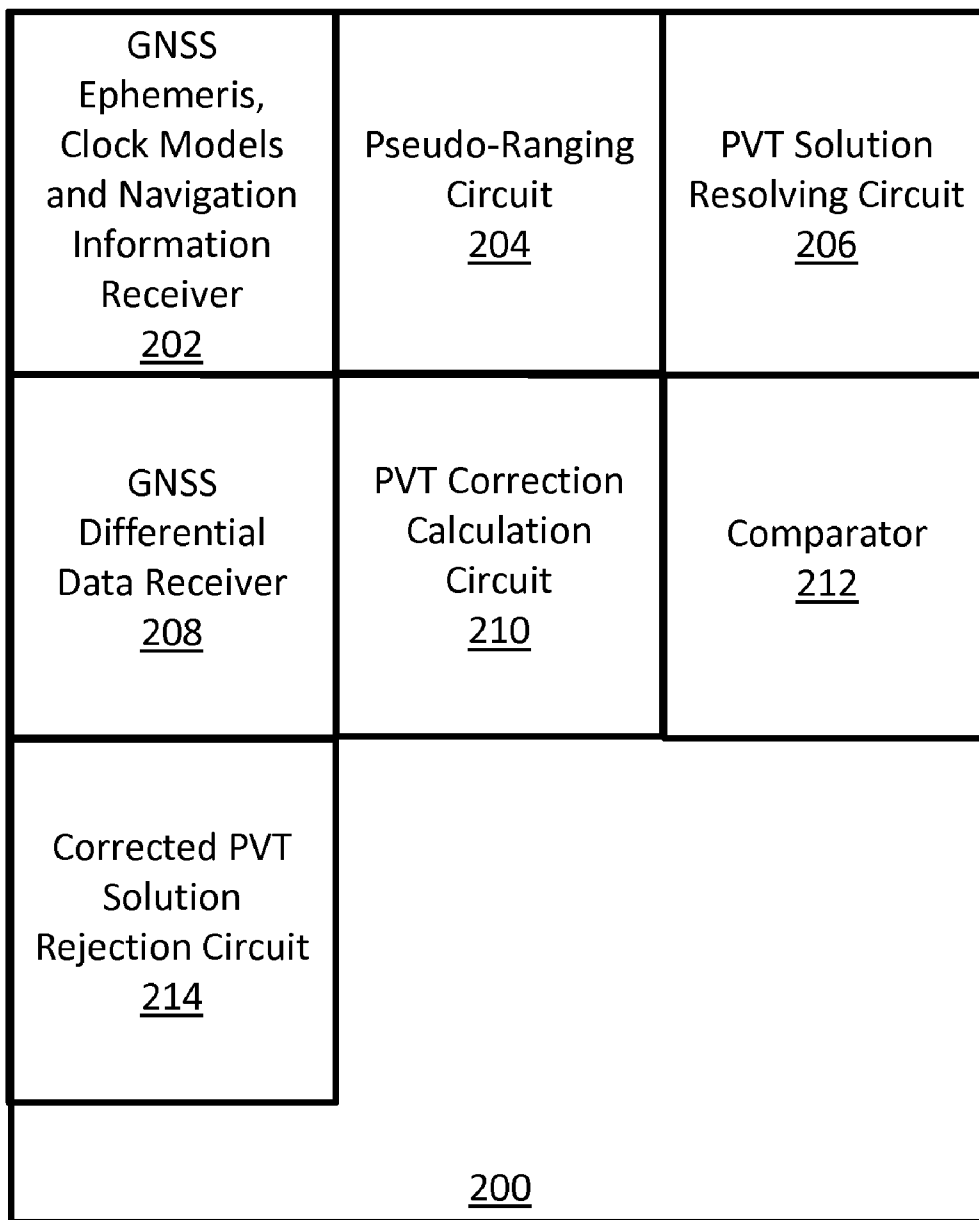 GNSS
Ephemeris,
Clock Models
and Navigation
Information
Receiver
202
Pseudo-Ranging
Circuit
204
PVT Solution
Resolving Circuit
206
GNSS
Differential
Data Receiver
208
PVT Correction
Calculation
Circuit
210
Comparator
212
Corrected PVT
Solution
Rejection Circuit
214
200